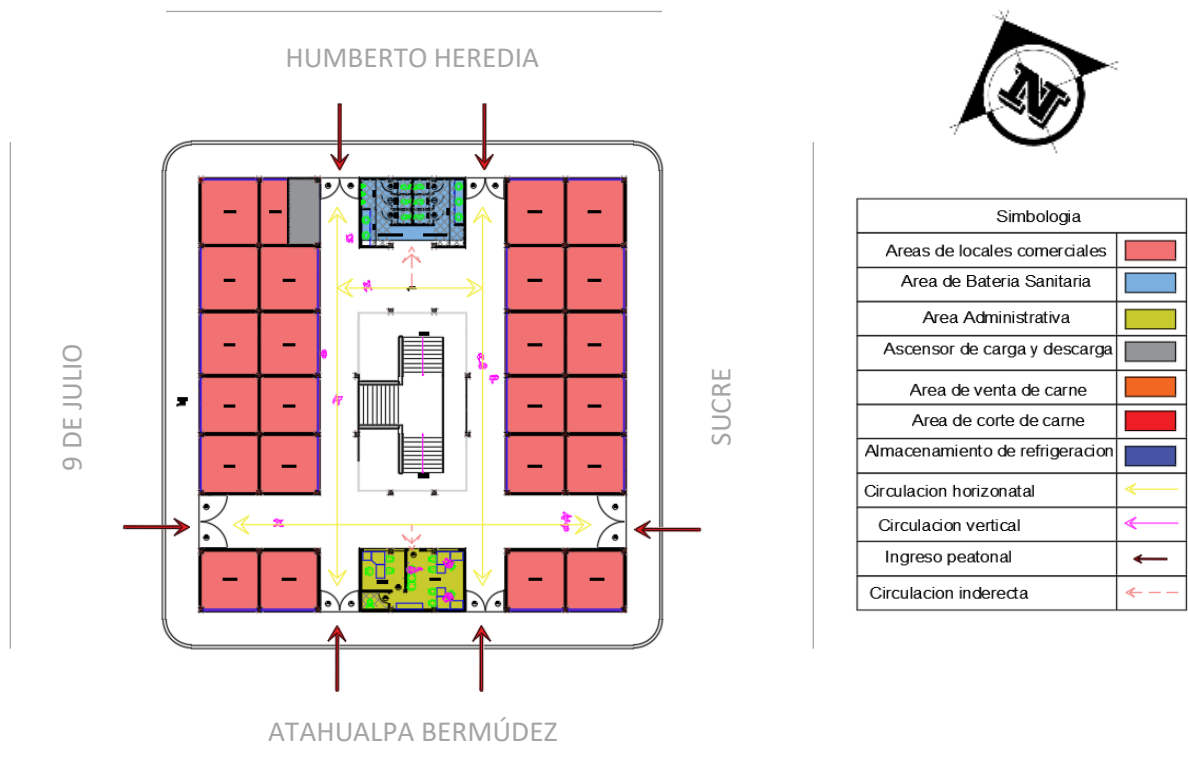 HUMBERTO HEREDIA
N
9 DE JULIO
SUCRE
ATAHUALPA BERMÚDEZ
Simbologia
Areas de locales comerciales
Area de Bateria Sanitaria
Area Administrativa
Ascensor de carga y descarga
Area de venta de carne
Area de corte de carne
Almacenamiento de refrigeracion
Circulacion horizonatal
Circulacion vertical
Ingreso peatonal
Circulacion inderecta